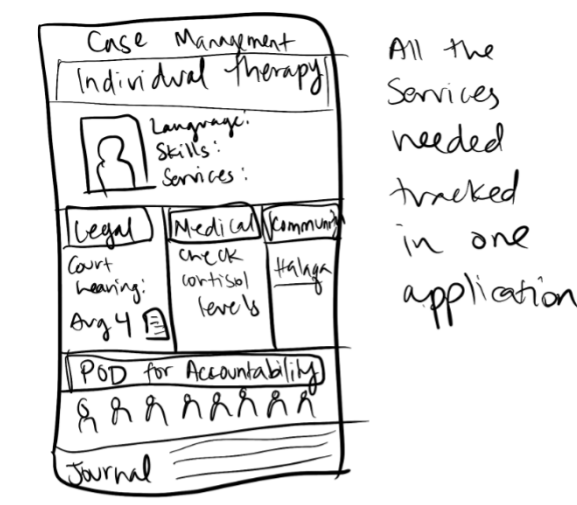 Case Management
Individual Therapy
Language:
Skills:
Services:
Legal
Court
hearing:
Aug 4
Medical
check
cortisol
levels
Community
Halaga
POD for Accountability
Journal
All the
Services
needed
tracked
in one
application